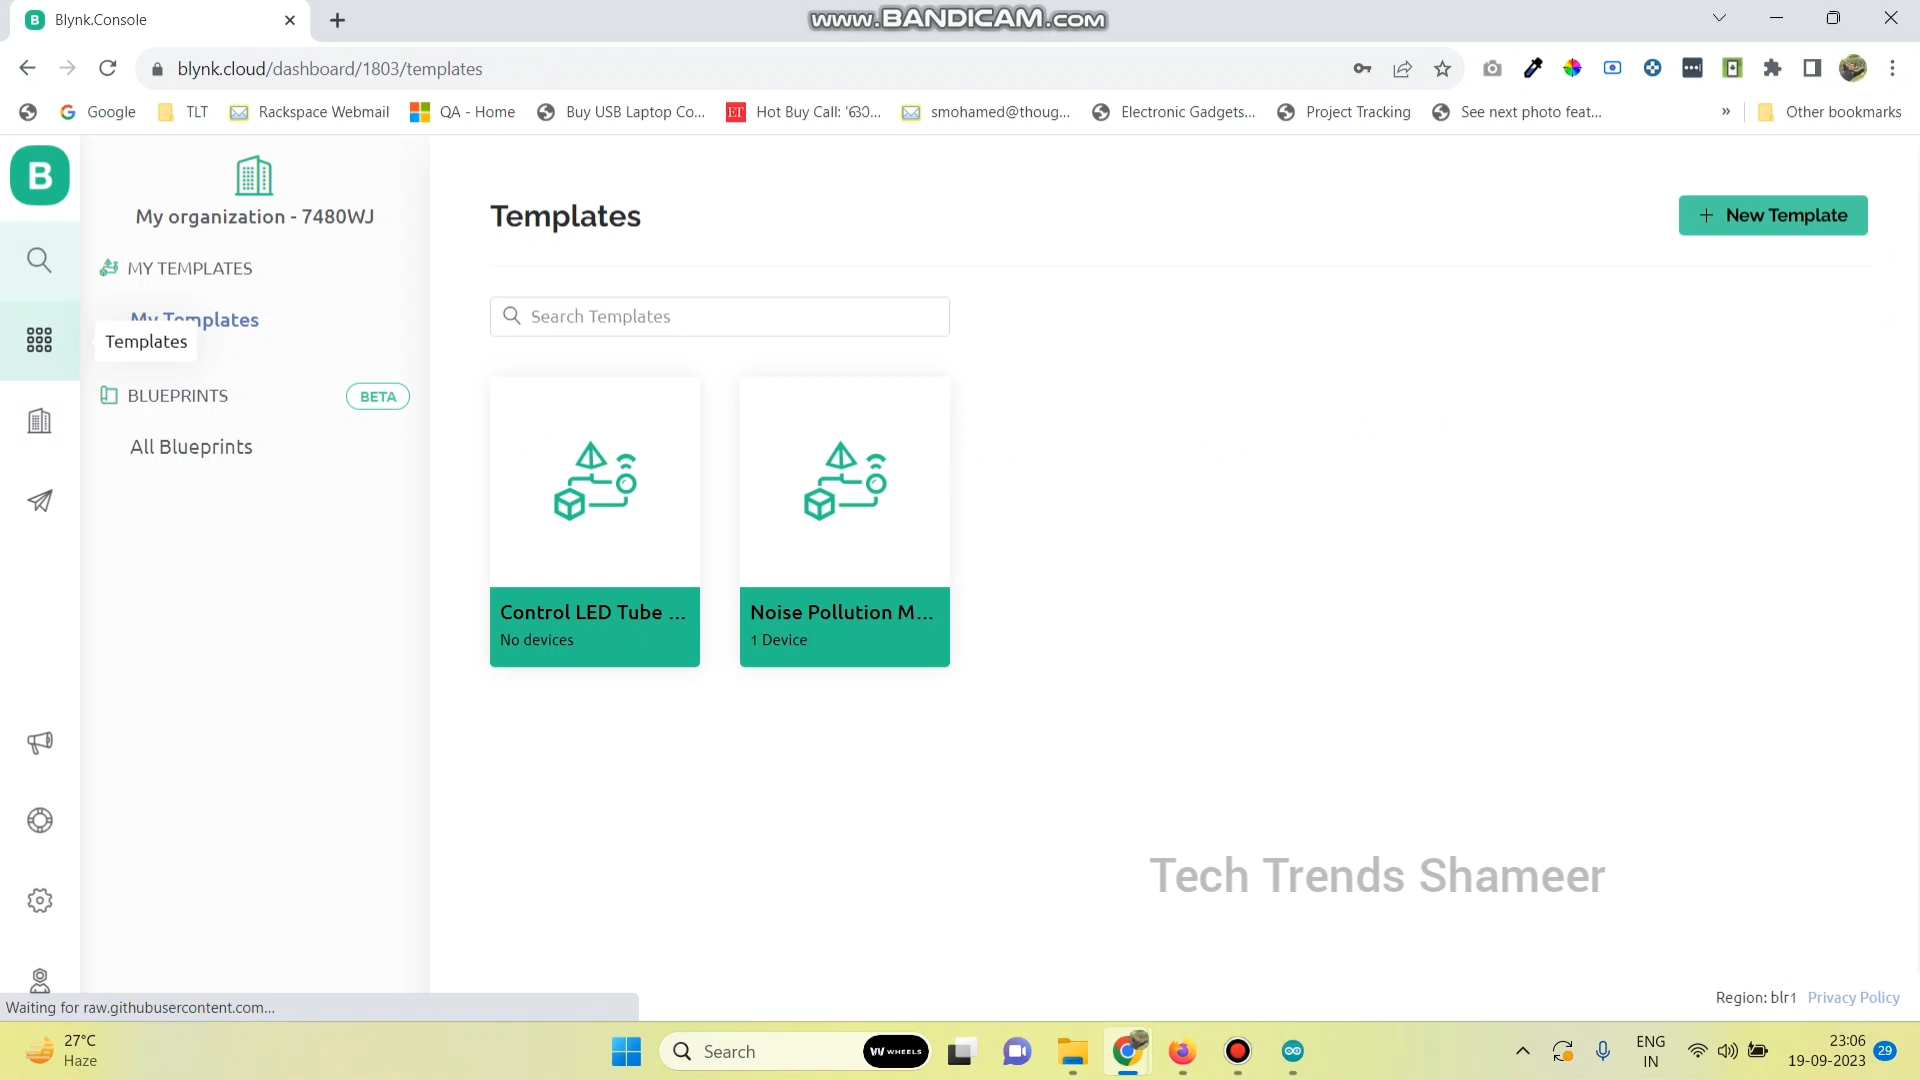 Blynk.Console
www.BANDICAM.com
blynk.cloud/dashboard/1803/templates
Google
TLT
Rackspace Webmail
QA - Home
Buy USB Laptop Co...
ET
Hot Buy Call: '630...
smohamed@thoug...
Electronic Gadgets...
Project Tracking
See next photo feat...
»
Other bookmarks
B
My organization - 7480WJ
MY TEMPLATES
My Templates
Templates
BLUEPRINTS
BETA
All Blueprints
Templates
+ New Template
Search Templates
Control LED Tube ...
No devices
Noise Pollution M...
1 Device
Tech Trends Shameer
Region: blr1 Privacy Policy
Waiting for raw.githubusercontent.com...
27°C
Haze
Search
WHEELS
ENG
IN
23:06
19-09-2023
29